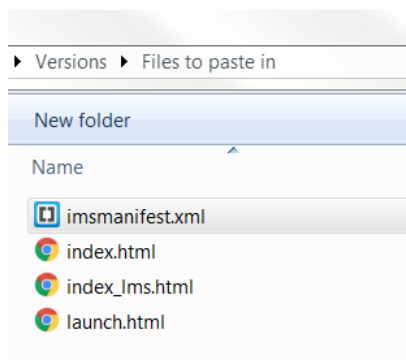 Versions Files to paste in
New folder
Name
imsmanifest.xml
index.html
index_lms.html
launch.html